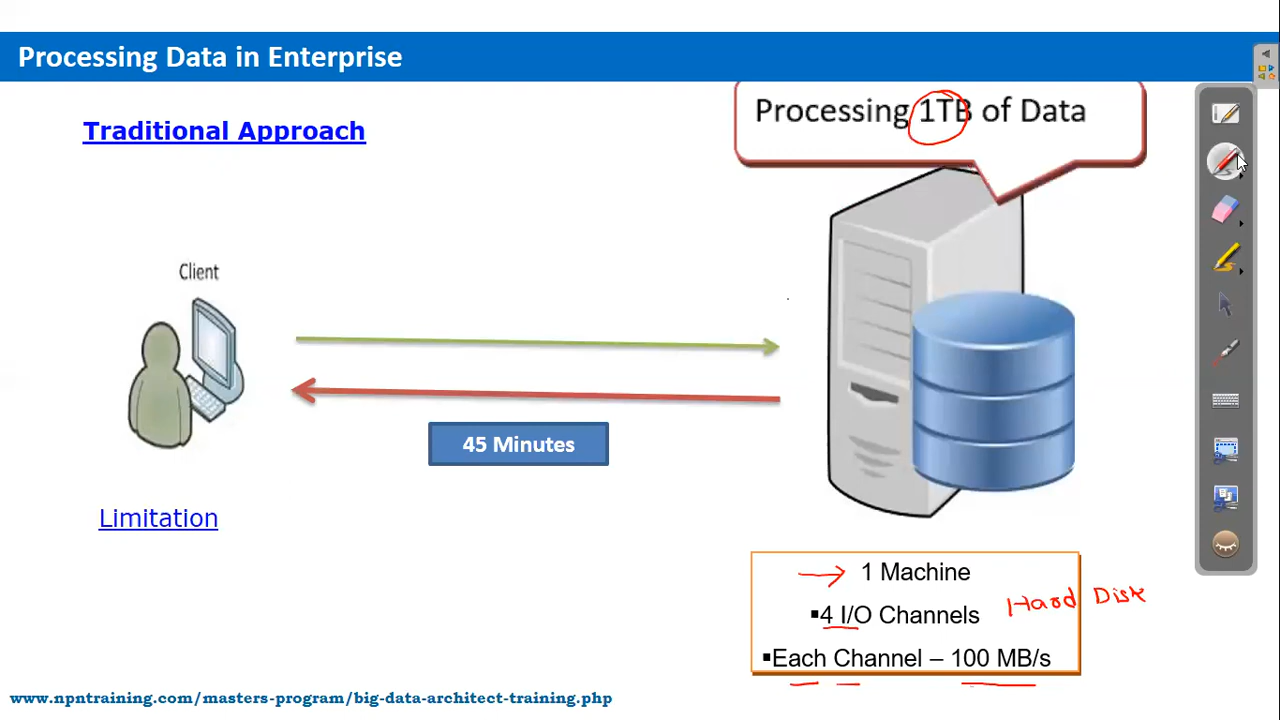 Processing Data in Enterprise
Traditional Approach
Processing 1TB of Data
Client
45 Minutes
Limitation
1 Machine
▪4 I/O Channels
Hard Disk
▪Each Channel – 100 MB/s
www.npntraining.com/masters-program/big-data-architect-training.php